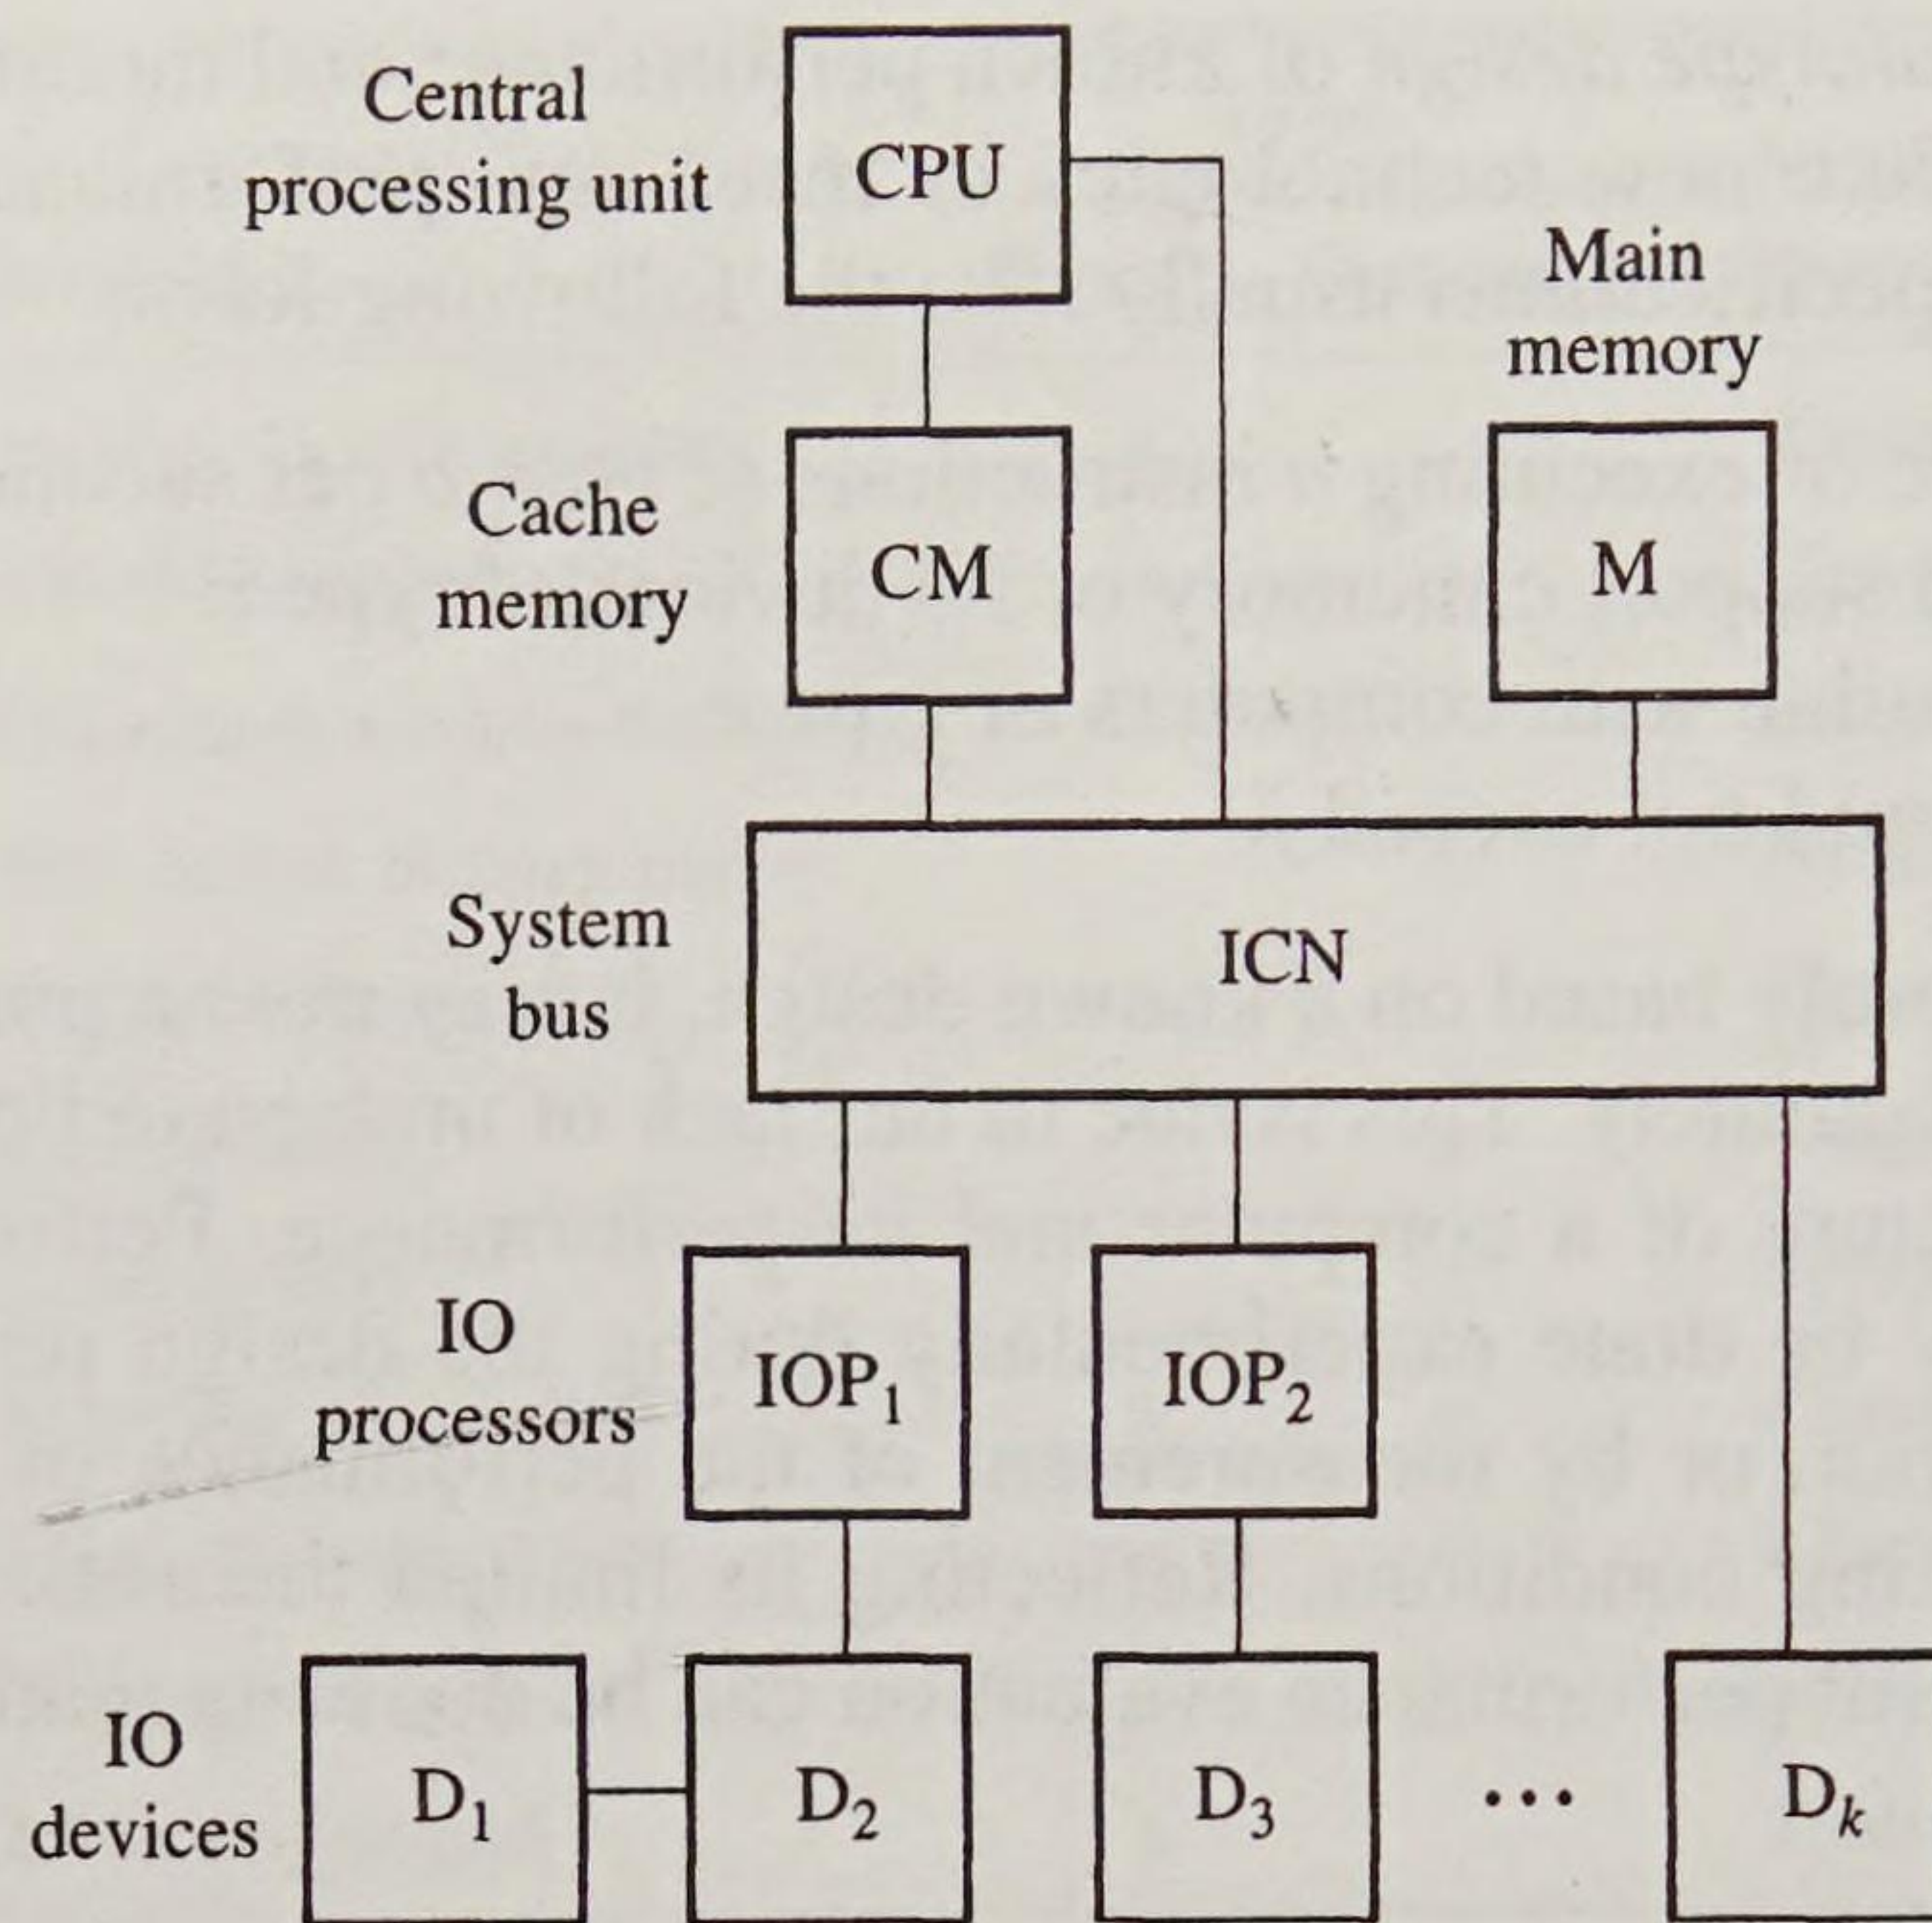 Central
processing unit
CPU
Main
memory
Cache
memory
CM
M
System
bus
ICN
IO
processors
IOP₁
IOP₂
IO
devices
D₁
D₂
D₃
...
Dₖ